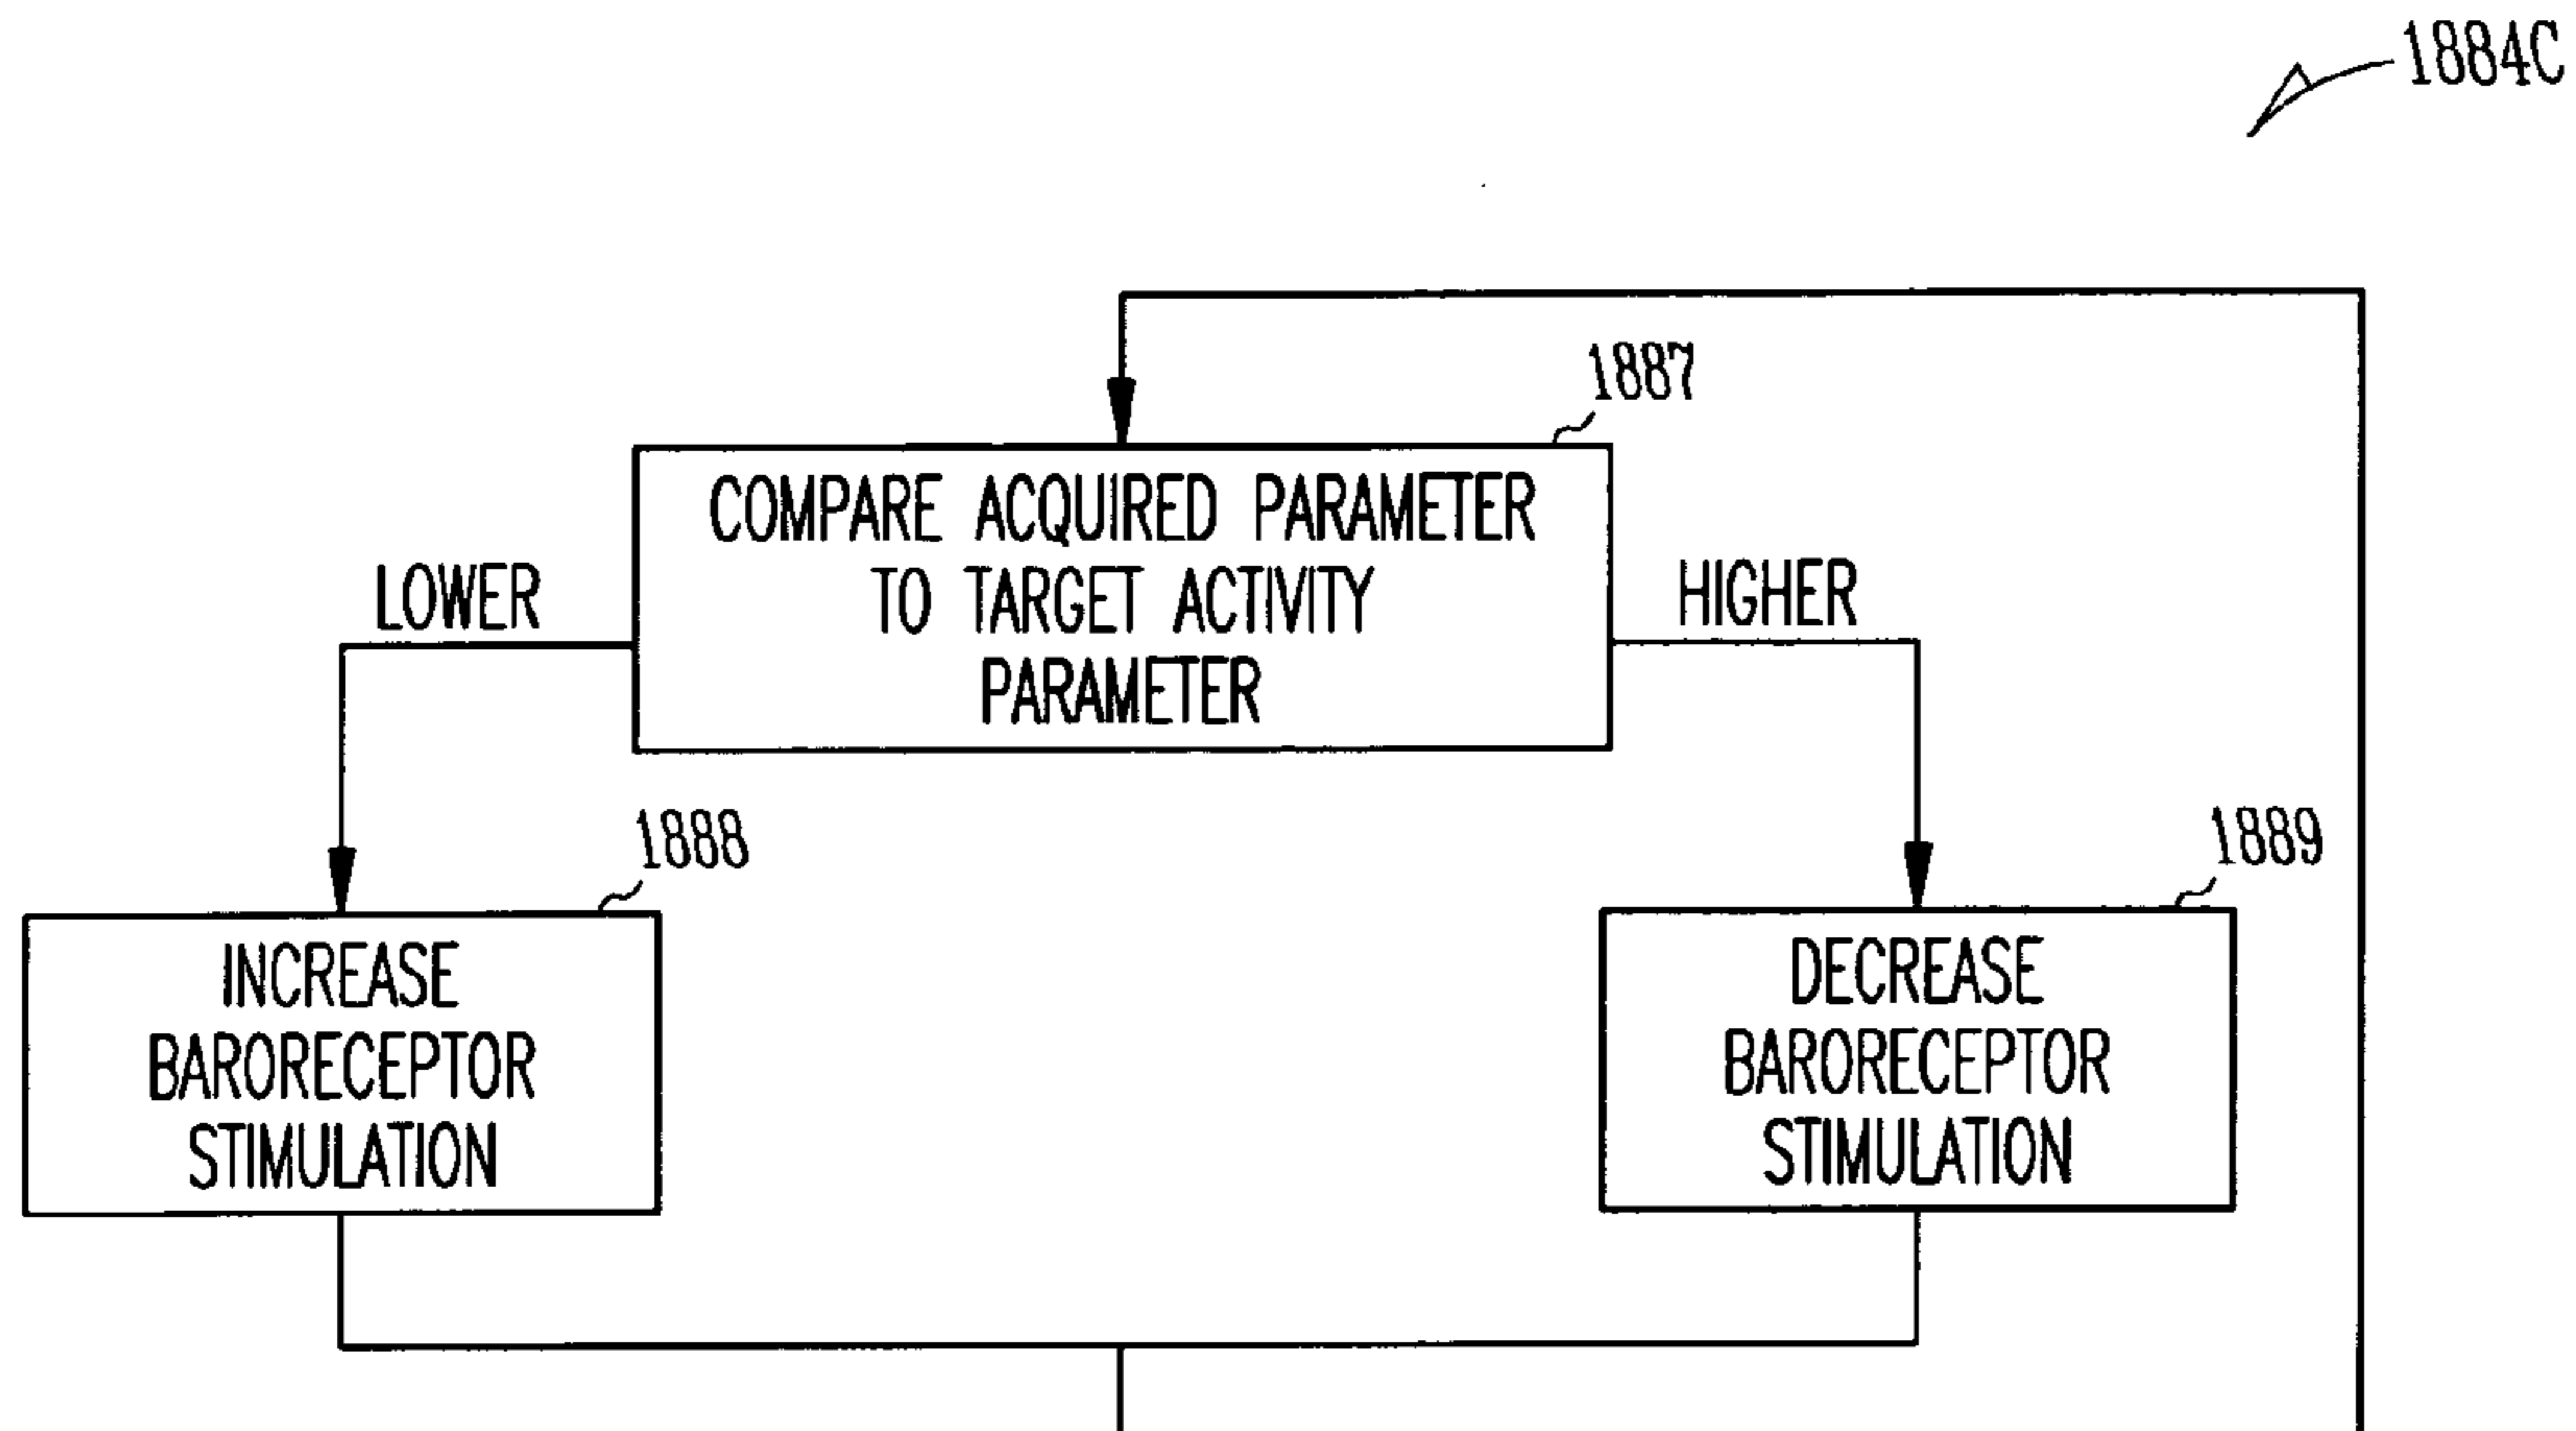 1884C
1887
COMPARE ACQUIRED PARAMETER
TO TARGET ACTIVITY
PARAMETER
LOWER
HIGHER
1888
INCREASE
BARORECEPTOR
STIMULATION
1889
DECREASE
BARORECEPTOR
STIMULATION